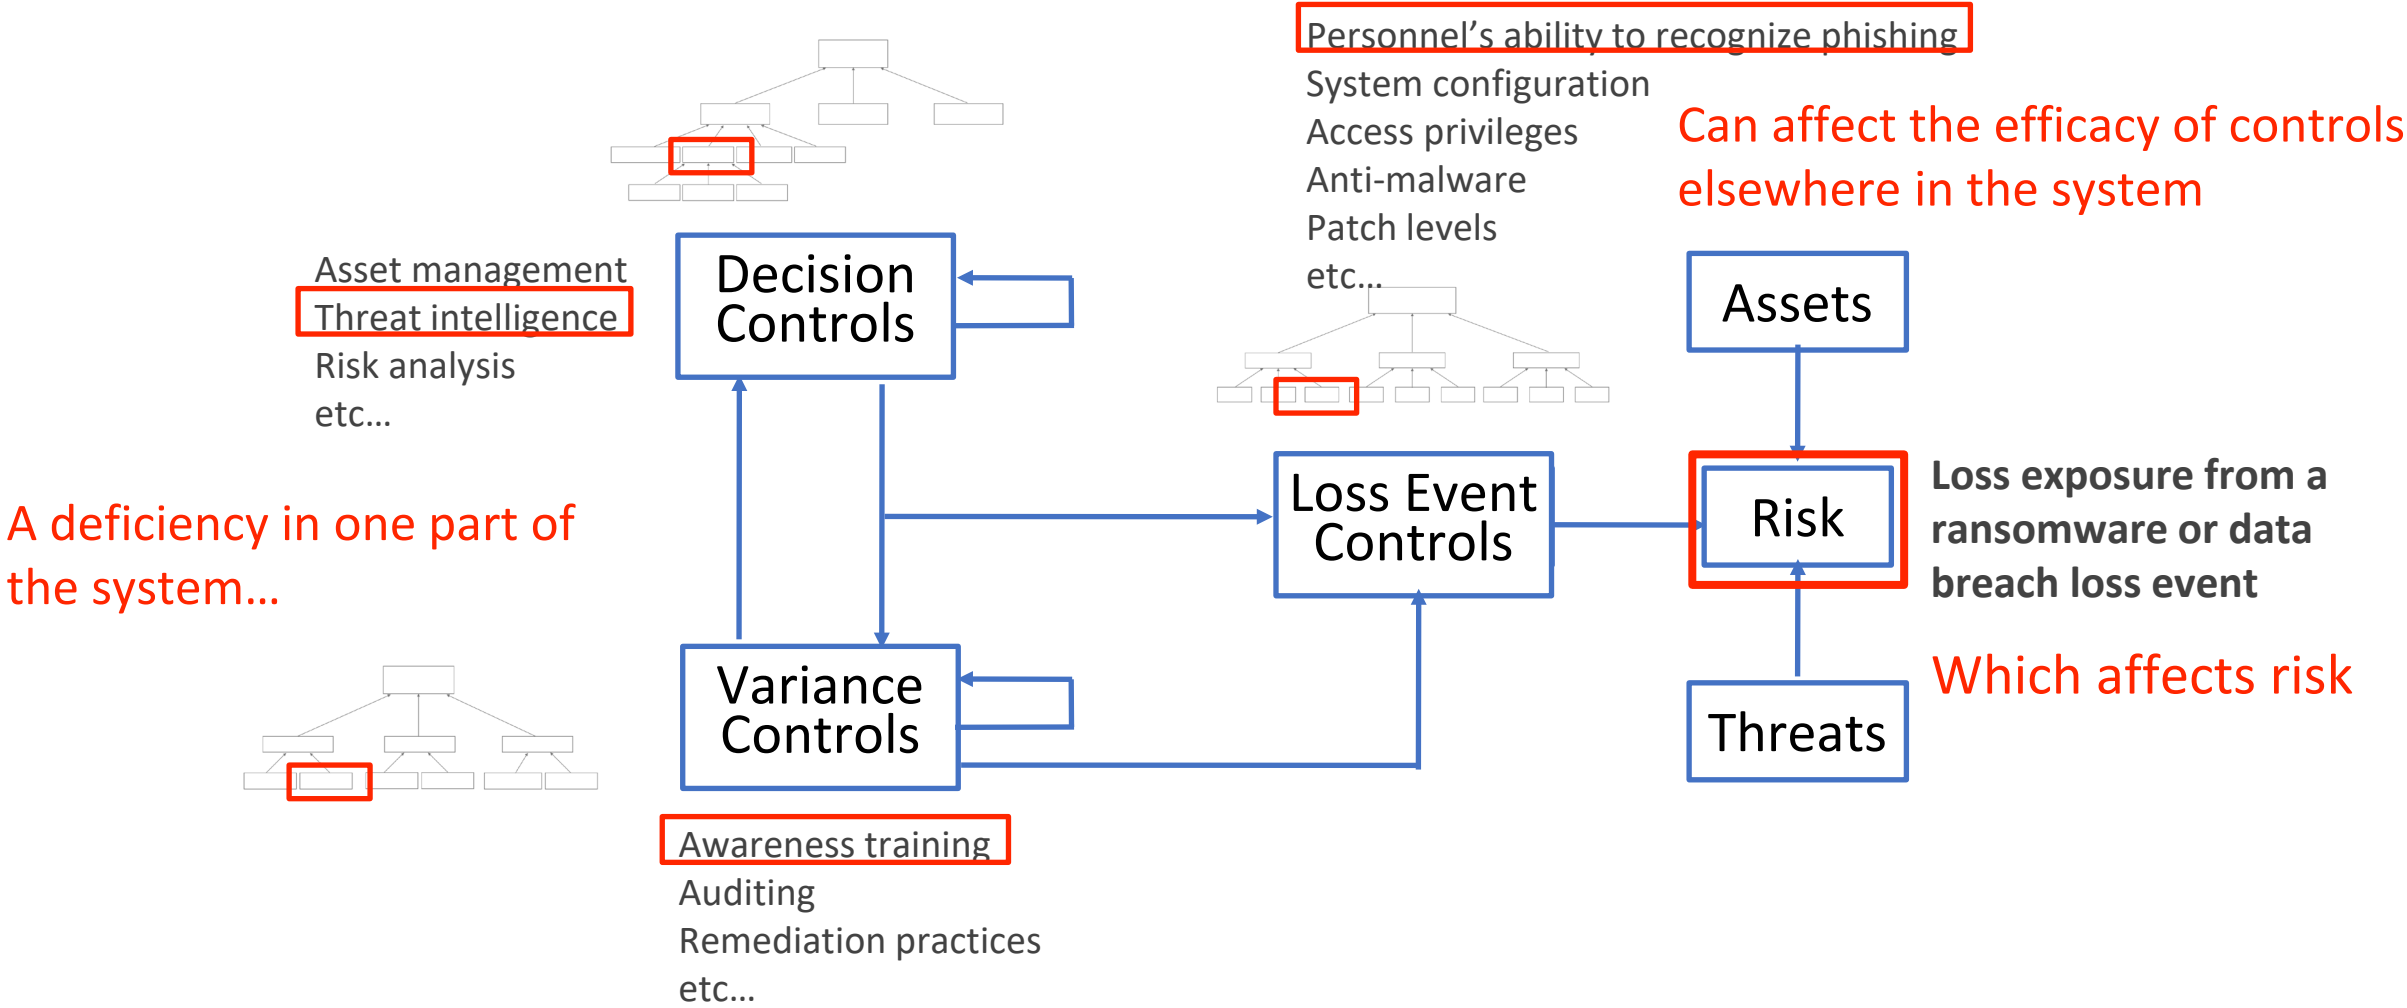 Personnel’s ability to recognize phishing
System configuration
Access privileges
Anti-malware
Patch levels
etc…
Can affect the efficacy of controls
elsewhere in the system
Asset management
Threat intelligence
Risk analysis
etc…
Decision
Controls
Assets
A deficiency in one part of
the system…
Loss Event
Controls
Risk
Loss exposure from a
ransomware or data
breach loss event
Variance
Controls
Threats
Which affects risk
Awareness training
Auditing
Remediation practices
etc…